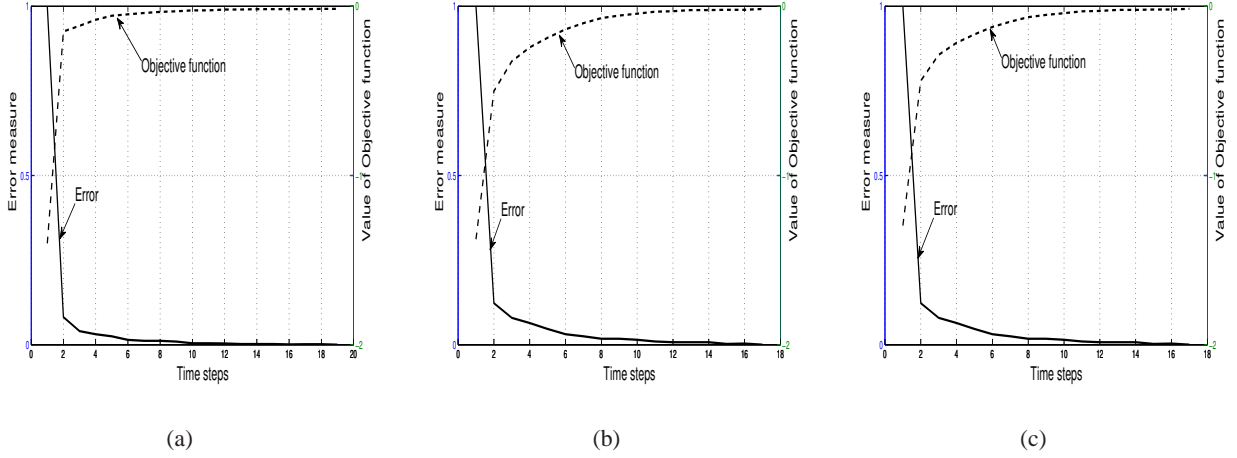 1
0
Objective function
Error measure
0.5
-1
Value of Objective function
Error
0
-2
0 2 4 6 8 10 12 14 16 18 20
Time steps
(a)
1
0
Objective function
Error measure
0.5
-1
Value of Objective function
Error
0
-2
0 2 4 6 8 10 12 14 16 18
Time steps
(b)
1
0
Objective function
Error measure
0.5
-1
Value of Objective function
Error
0
-2
0 2 4 6 8 10 12 14 16 18
Time steps
(c)